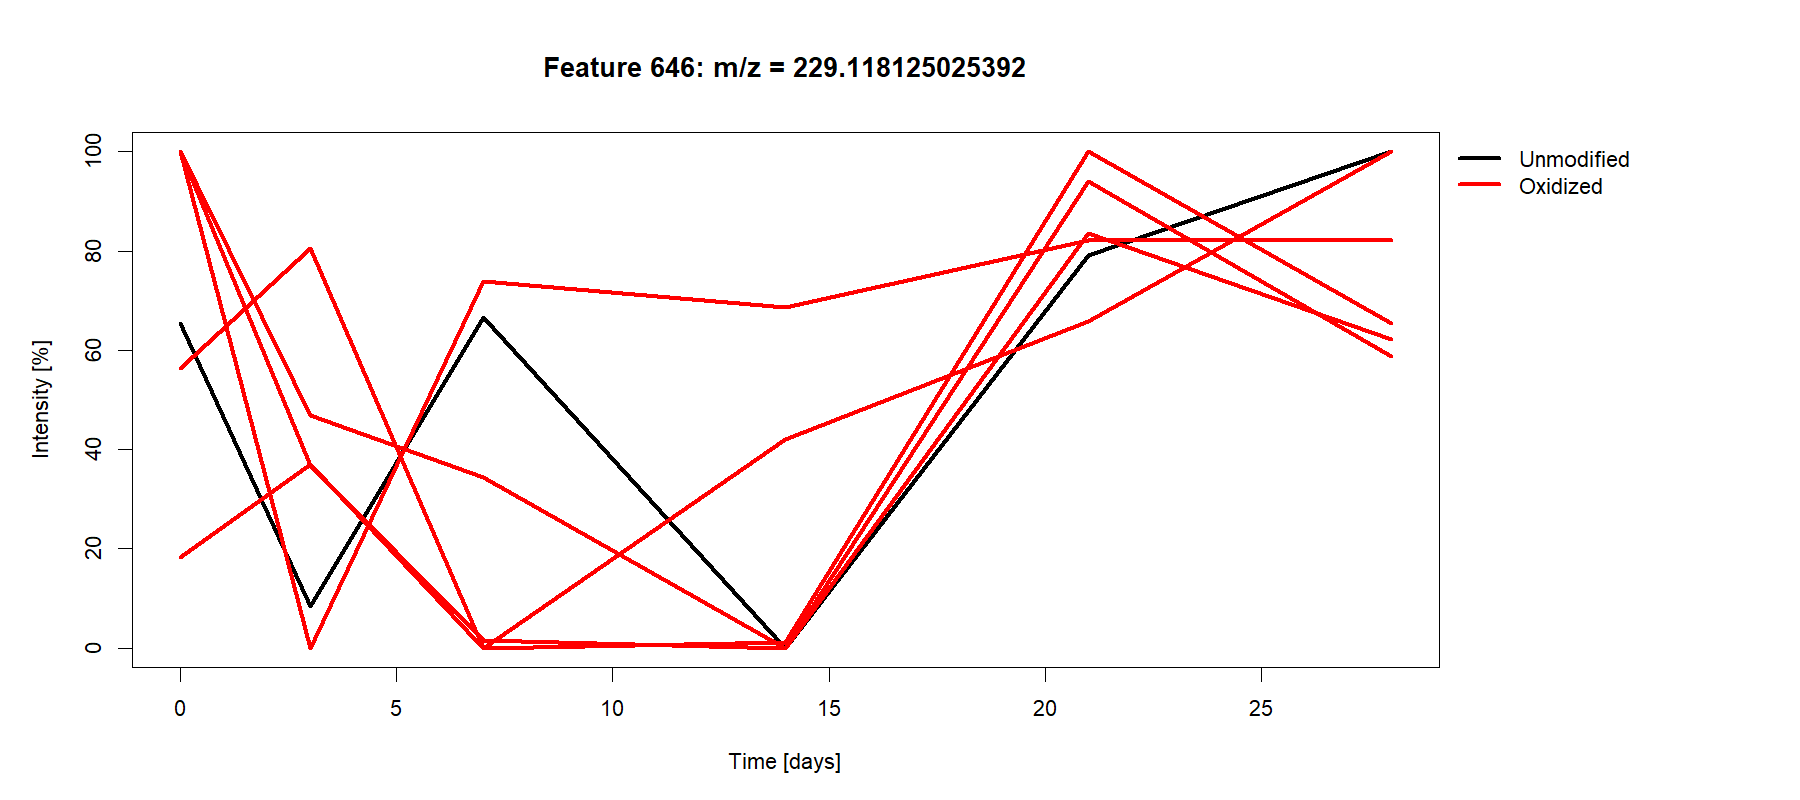 Feature 646: m/z = 229.118125025392
Unmodified
Oxidized
Intensity [%]
100
80
60
40
20
0
0 5 10 15 20 25
Time [days]